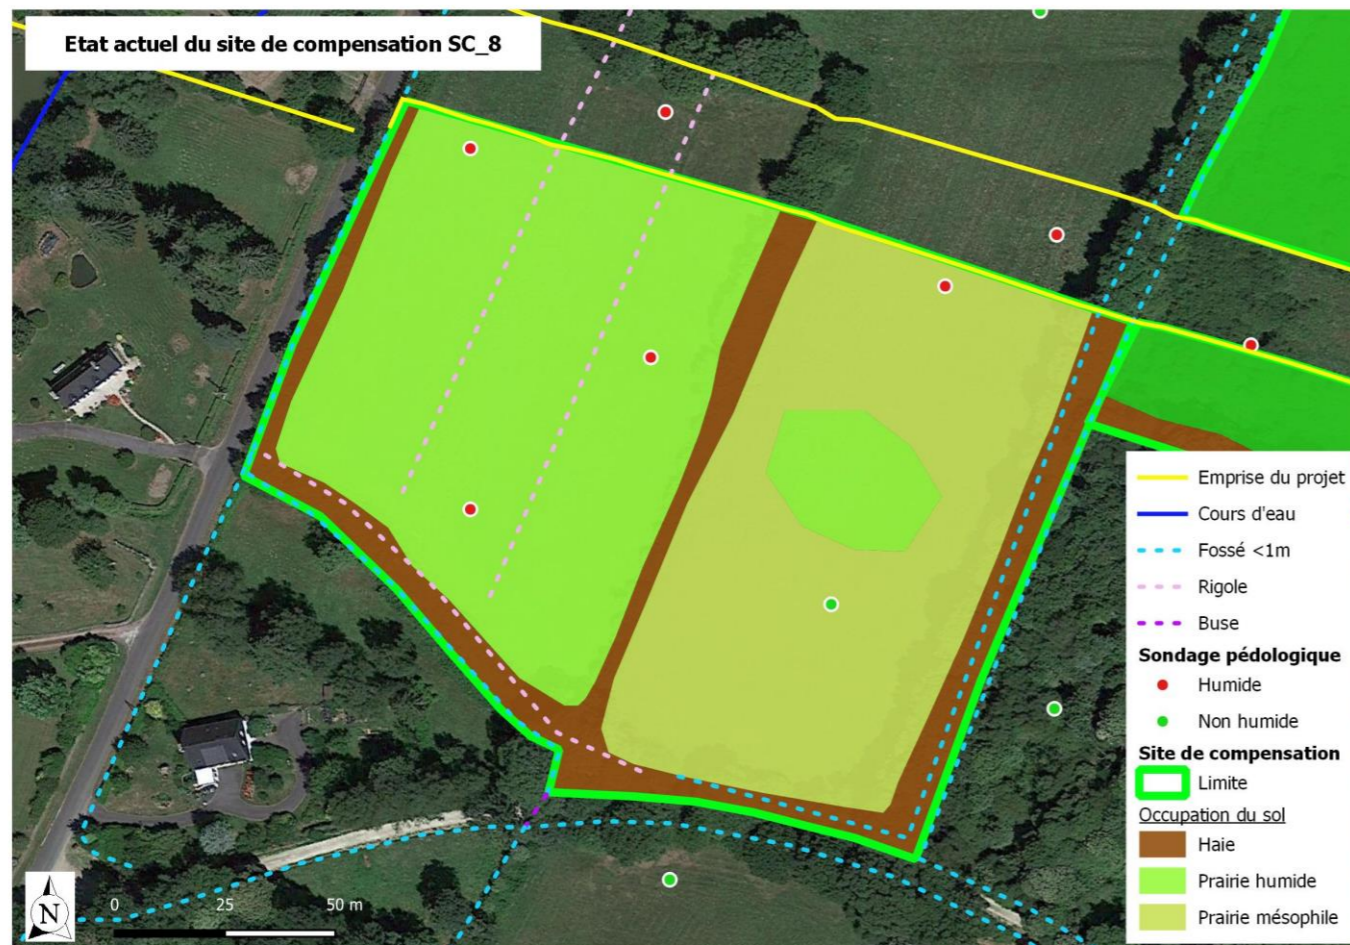 Etat actuel du site de compensation SC_8
Emprise du projet
Cours d'eau
Fossé <1m
Rigole
Buse
Sondage pédologique
Humide
Non humide
Site de compensation
Limite
Occupation du sol
Haie
Prairie humide
Prairie mésophile
N
0 25 50 m